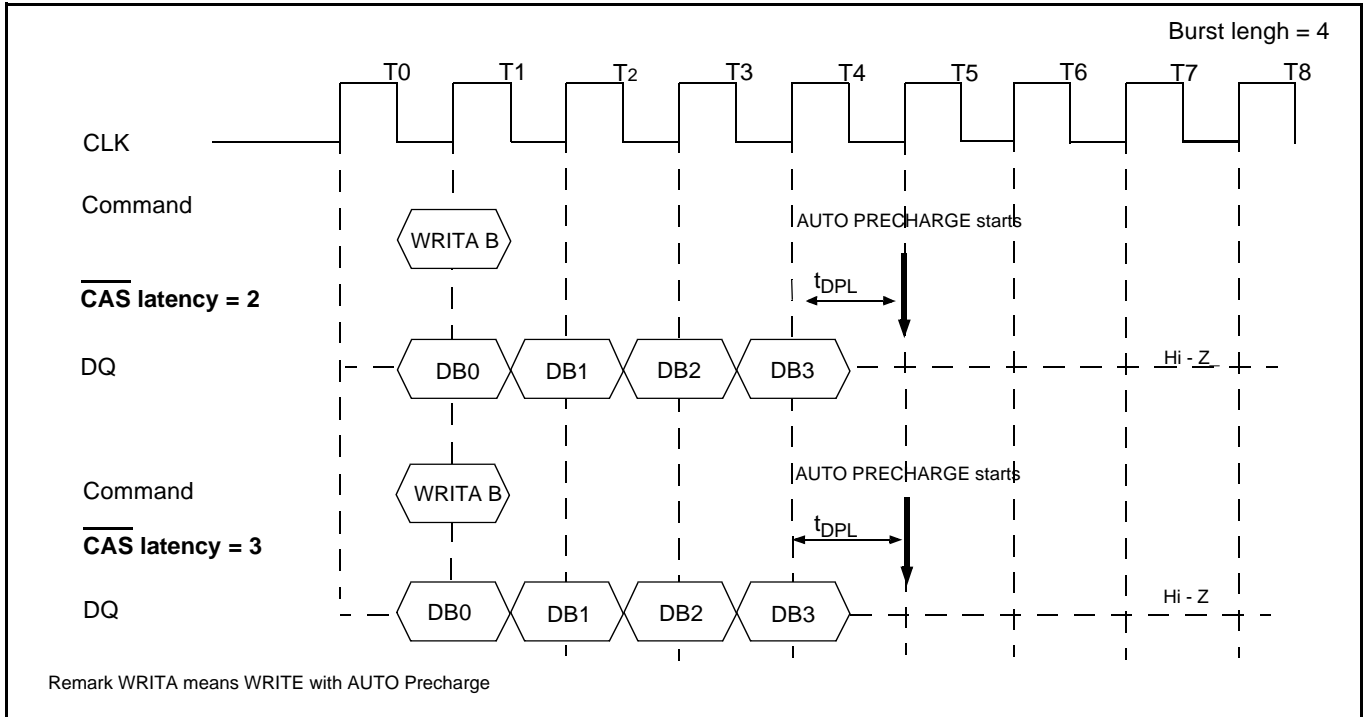 Burst lengh = 4
T0 T1 T2 T3 T4 T5 T6 T7 T8
CLK
Command
WRITA B
AUTO PRECHARGE starts
CAS latency = 2
tDPL
DQ
DB0 DB1 DB2 DB3
Hi - Z
Command
WRITA B
AUTO PRECHARGE starts
CAS latency = 3
tDPL
DQ
DB0 DB1 DB2 DB3
Hi - Z
Remark WRITA means WRITE with AUTO Precharge